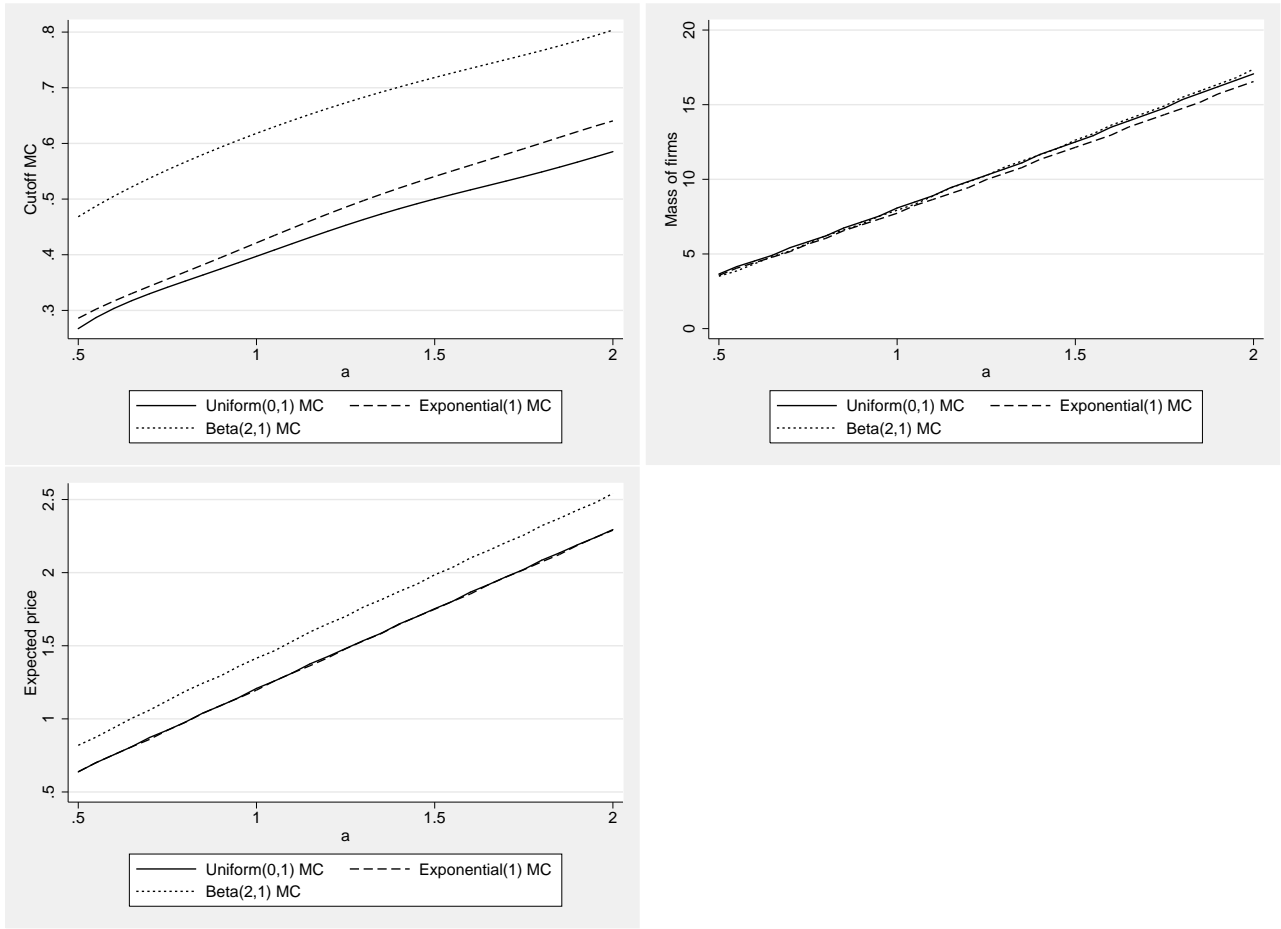 Cutoff MC
.8
.7
.6
.5
.4
.3
.5 1 1.5 2
a
Uniform(0,1) MC Exponential(1) MC
Beta(2,1) MC
Mass of firms
20
15
10
5
0
.5 1 1.5 2
a
Uniform(0,1) MC Exponential(1) MC
Beta(2,1) MC
Expected price
2.5
2
1.5
1
.5
.5 1 1.5 2
a
Uniform(0,1) MC Exponential(1) MC
Beta(2,1) MC